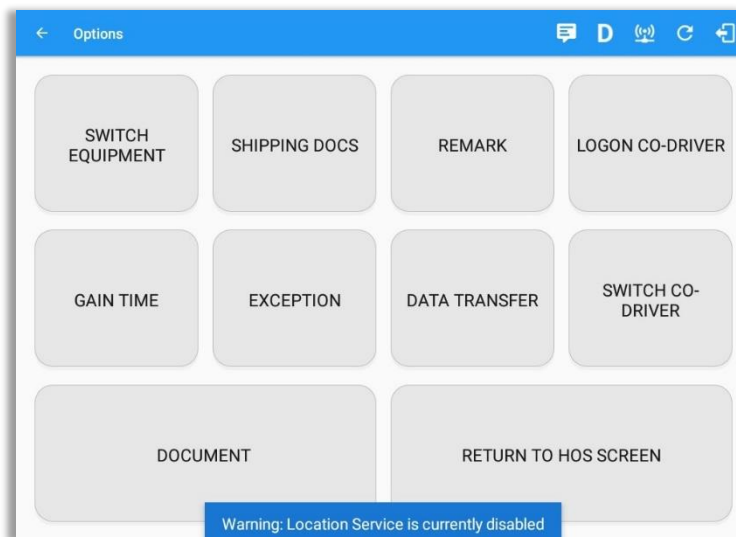 Options
D
SWITCH
EQUIPMENT
SHIPPING DOCS
REMARK
LOGON CO-DRIVER
GAIN TIME
EXCEPTION
DATA TRANSFER
SWITCH CO-
DRIVER
DOCUMENT
RETURN TO HOS SCREEN
Warning: Location Service is currently disabled